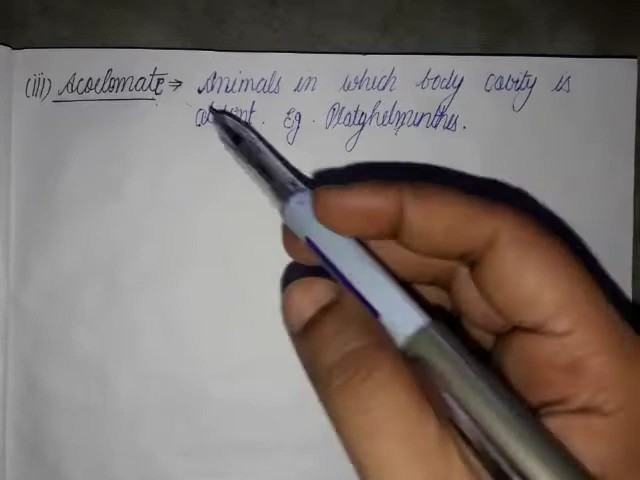 (iii) Acoelomate ⇒ Animals in which body cavity is
absent. Eg. Platyhelminthes.